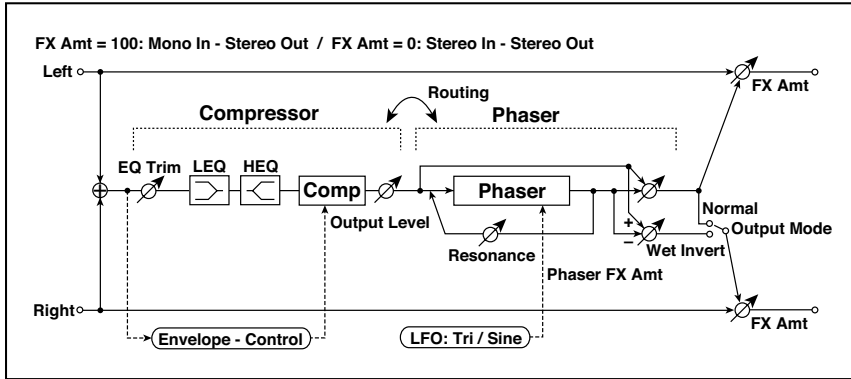 FX Amt = 100: Mono In - Stereo Out / FX Amt = 0: Stereo In - Stereo Out
Left
FX Amt
Routing
Compressor
Phaser
EQ Trim
LEQ
HEQ
Comp
Phaser
Output Level
Resonance
+
−
Normal
Output Mode
Wet Invert
Phaser FX Amt
Right
FX Amt
Envelope - Control
LFO: Tri / Sine